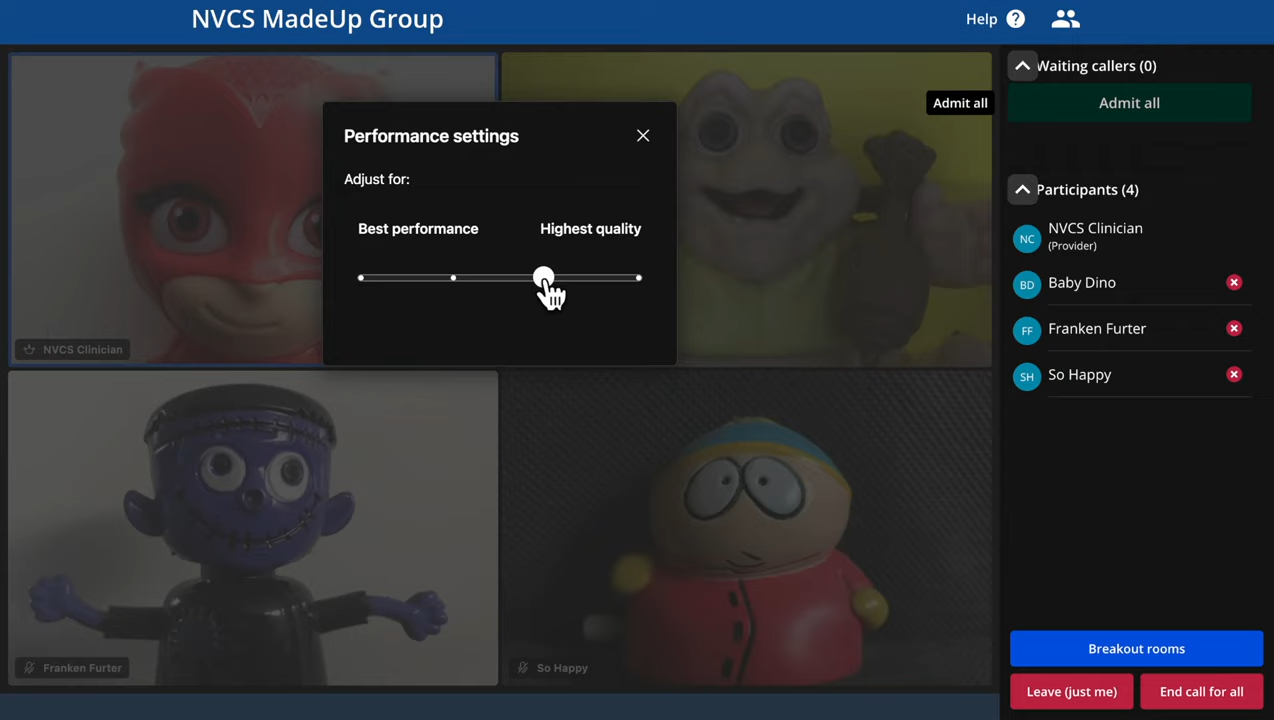 NVCS MadeUp Group
Help ?
Performance settings
Adjust for:
Best performance
Highest quality
NVCS Clinician
Franken Furter
So Happy
Admit all
Waiting callers (0)
Admit all
Participants (4)
NC
NVCS Clinician
(Provider)
BD
Baby Dino
FF
Franken Furter
SH
So Happy
Breakout rooms
Leave (just me)
End call for all